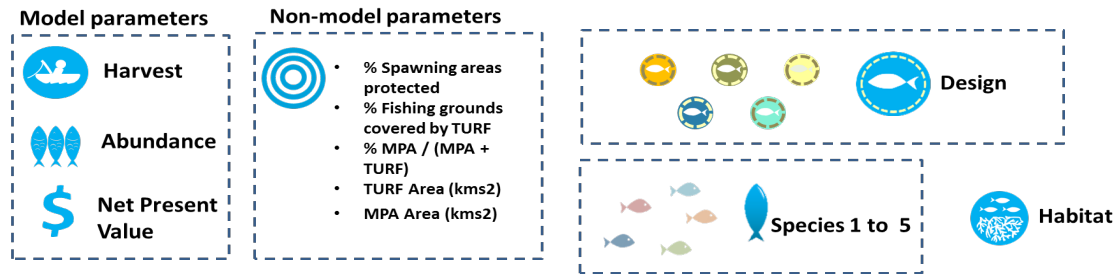 Model parameters
Harvest
Abundance
$
Net Present
Value
Non-model parameters
• % Spawning areas
protected
• % Fishing grounds
covered by TURF
• % MPA / (MPA +
TURF)
• TURF Area (kms2)
• MPA Area (kms2)
Design
Species 1 to 5
Habitat